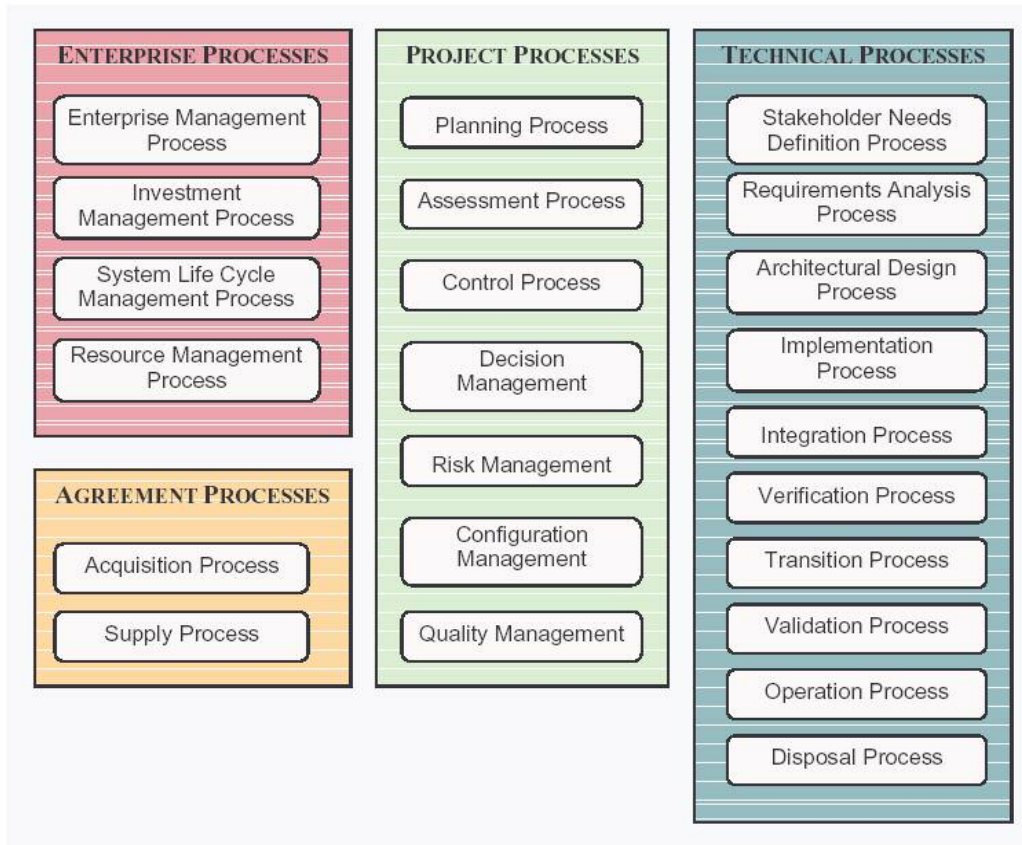 ENTERPRISE PROCESSES
Enterprise Management
Process
Investment
Management Process
System Life Cycle
Management Process
Resource Management
Process
AGREEMENT PROCESSES
Acquisition Process
Supply Process
PROJECT PROCESSES
Planning Process
Assessment Process
Control Process
Decision
Management
Risk Management
Configuration
Management
Quality Management
TECHNICAL PROCESSES
Stakeholder Needs
Definition Process
Requirements Analysis
Process
Architectural Design
Process
Implementation
Process
Integration Process
Verification Process
Transition Process
Validation Process
Operation Process
Disposal Process